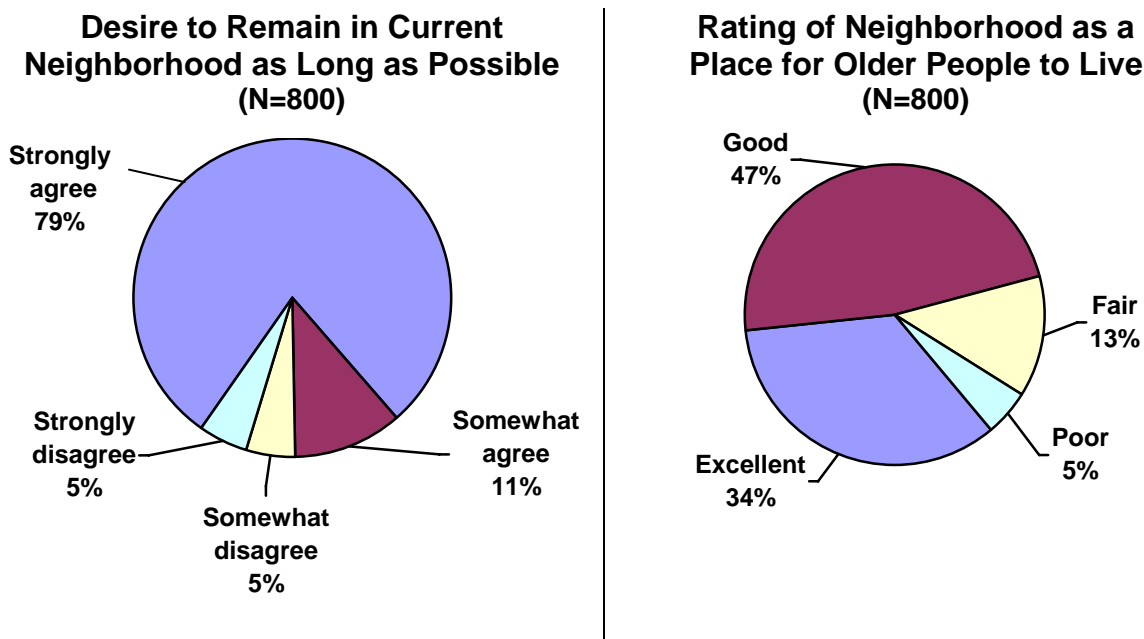 Desire to Remain in Current
Neighborhood as Long as Possible
(N=800)
Strongly
agree
79%
Strongly
disagree
5%
Somewhat
disagree
5%
Somewhat
agree
11%
Rating of Neighborhood as a
Place for Older People to Live
(N=800)
Good
47%
Fair
13%
Poor
5%
Excellent
34%